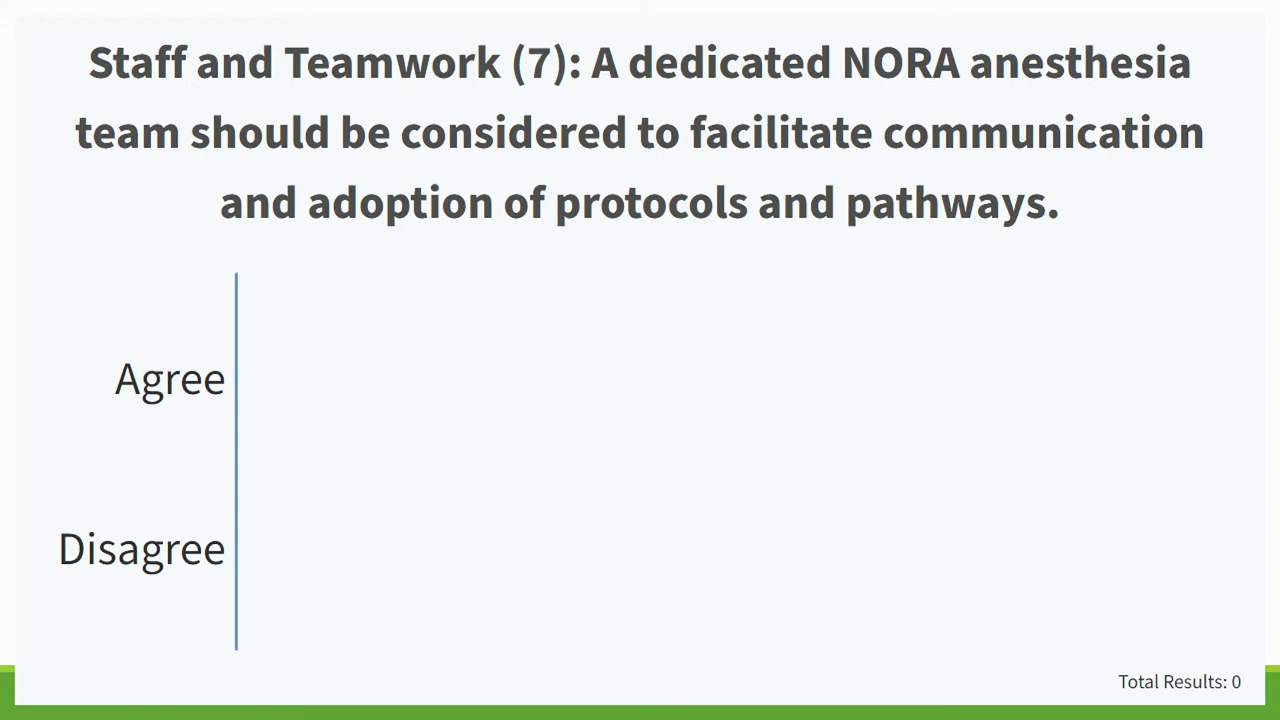 Staff and Teamwork (7): A dedicated NORA anesthesia
team should be considered to facilitate communication
and adoption of protocols and pathways.
Agree
Disagree
Total Results: 0